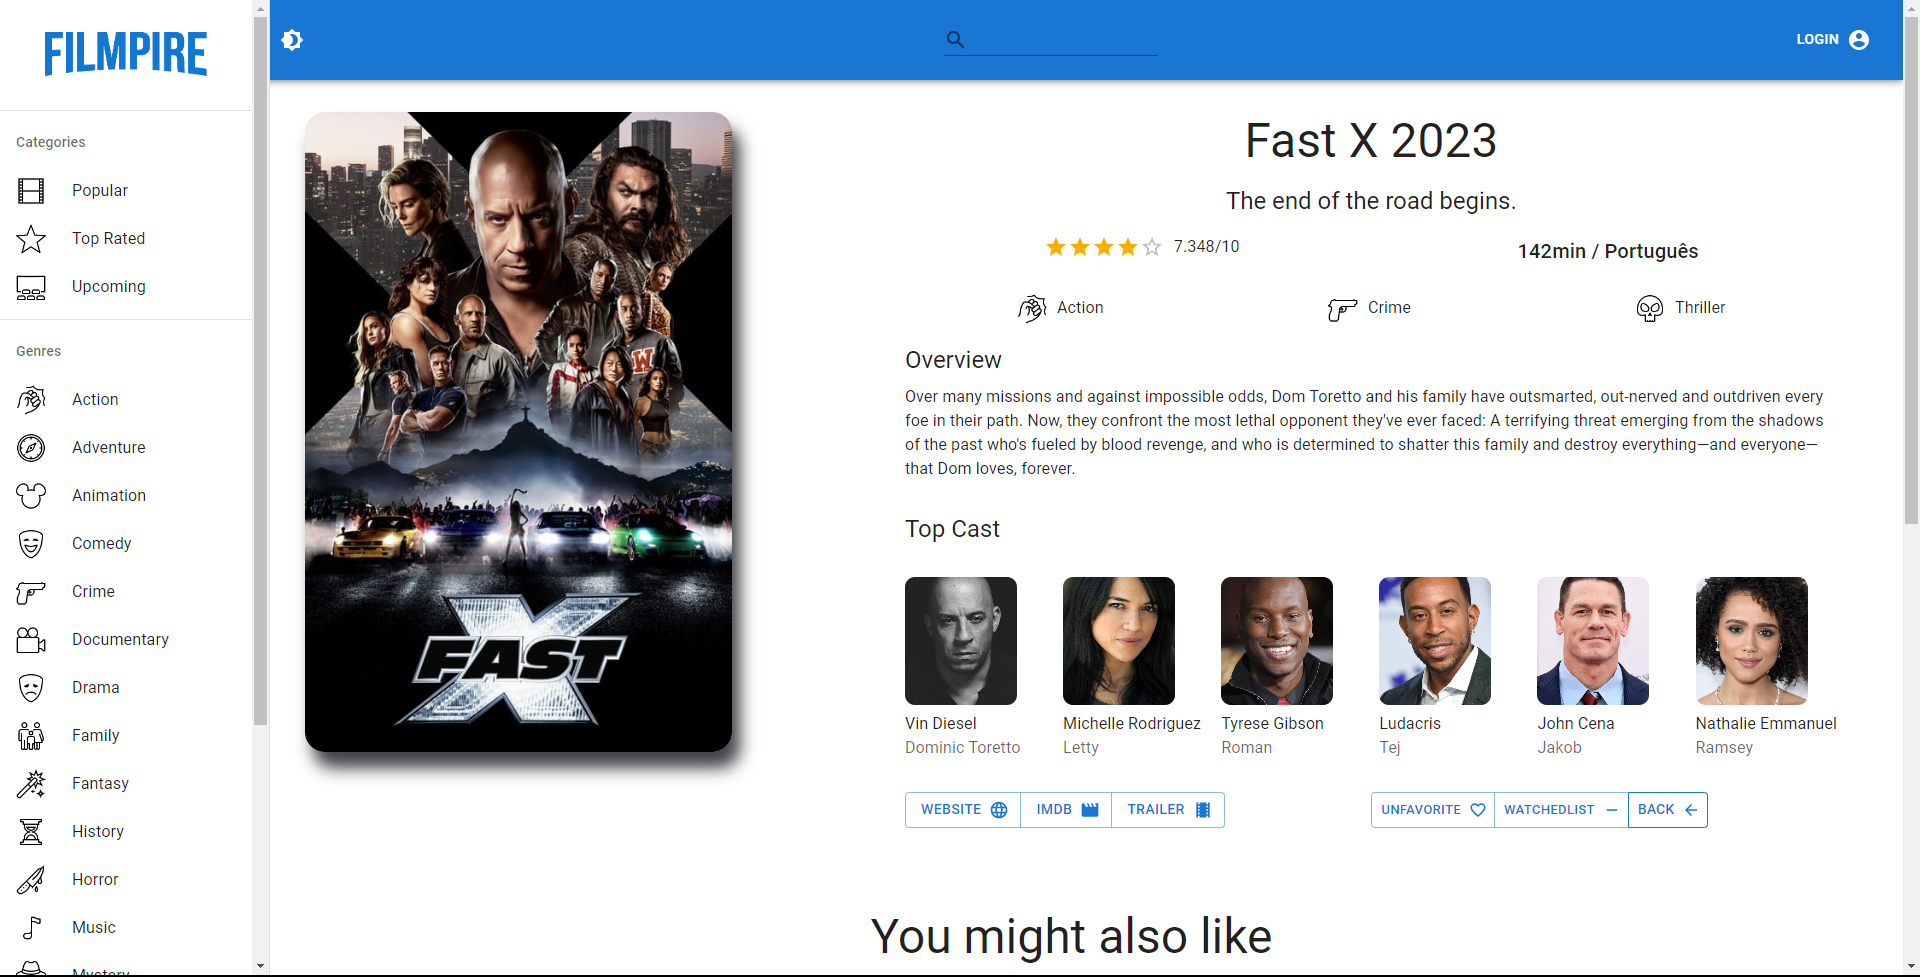 FILMPIRE
LOGIN
Categories
Popular
Top Rated
Upcoming
Genres
Action
Adventure
Animation
Comedy
Crime
Documentary
Drama
Family
Fantasy
History
Horror
Music
Mystery
W
FAST
X
Fast X 2023
The end of the road begins.
7.348/10
142min / Português
Action
Crime
Thriller
Overview
Over many missions and against impossible odds, Dom Toretto and his family have outsmarted, out-nerved and outdriven every
foe in their path. Now, they confront the most lethal opponent they've ever faced: A terrifying threat emerging from the shadows
of the past who's fueled by blood revenge, and who is determined to shatter this family and destroy everything—and everyone—
that Dom loves, forever.
Top Cast
Vin Diesel
Dominic Toretto
Michelle Rodriguez
Letty
Tyrese Gibson
Roman
Ludacris
Tej
John Cena
Jakob
Nathalie Emmanuel
Ramsey
WEBSITE
IMDB
TRAILER
UNFAVORITE
WATCHEDLIST
BACK
You might also like